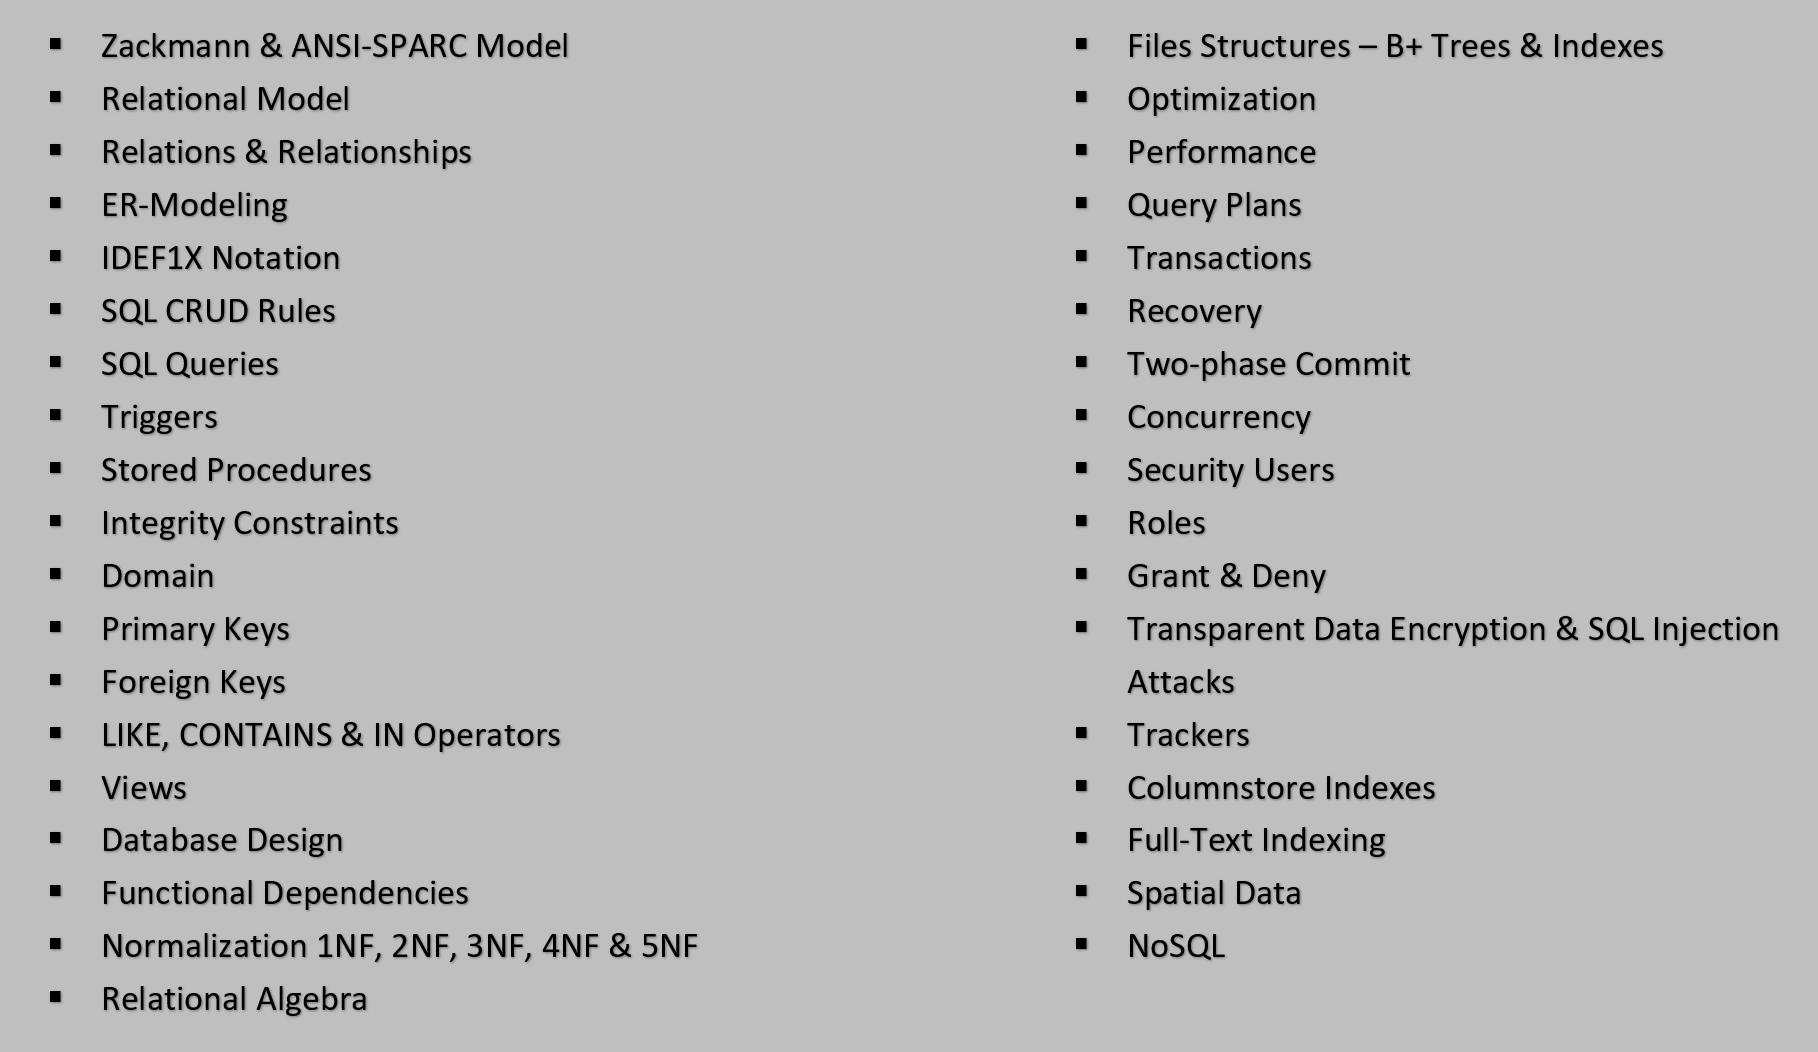 ▪ Zackmann & ANSI-SPARC Model
▪ Relational Model
▪ Relations & Relationships
▪ ER-Modeling
▪ IDEF1X Notation
▪ SQL CRUD Rules
▪ SQL Queries
▪ Triggers
▪ Stored Procedures
▪ Integrity Constraints
▪ Domain
▪ Primary Keys
▪ Foreign Keys
▪ LIKE, CONTAINS & IN Operators
▪ Views
▪ Database Design
▪ Functional Dependencies
▪ Normalization 1NF, 2NF, 3NF, 4NF & 5NF
▪ Relational Algebra
▪ Files Structures – B+ Trees & Indexes
▪ Optimization
▪ Performance
▪ Query Plans
▪ Transactions
▪ Recovery
▪ Two-phase Commit
▪ Concurrency
▪ Security Users
▪ Roles
▪ Grant & Deny
▪ Transparent Data Encryption & SQL Injection
Attacks
▪ Trackers
▪ Columnstore Indexes
▪ Full-Text Indexing
▪ Spatial Data
▪ NoSQL